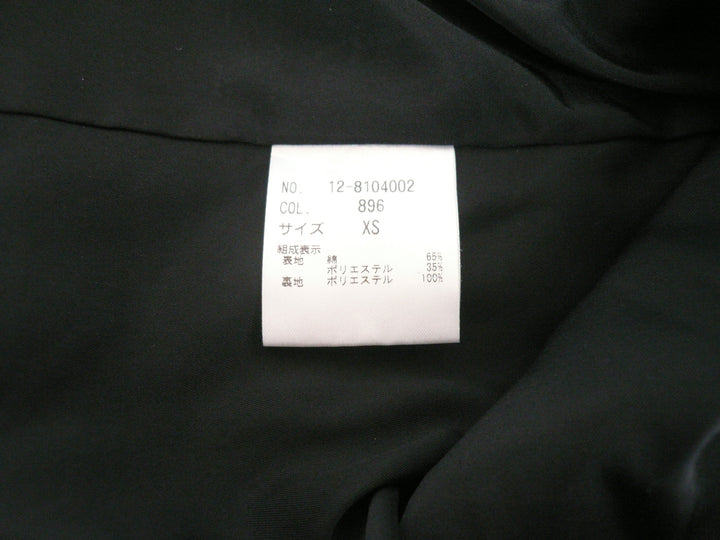 NO. 12-8104002
COL. 896
サイズ XS
組成表示
表地 綿 65%
ポリエステル 35%
裏地 ポリエステル 100%